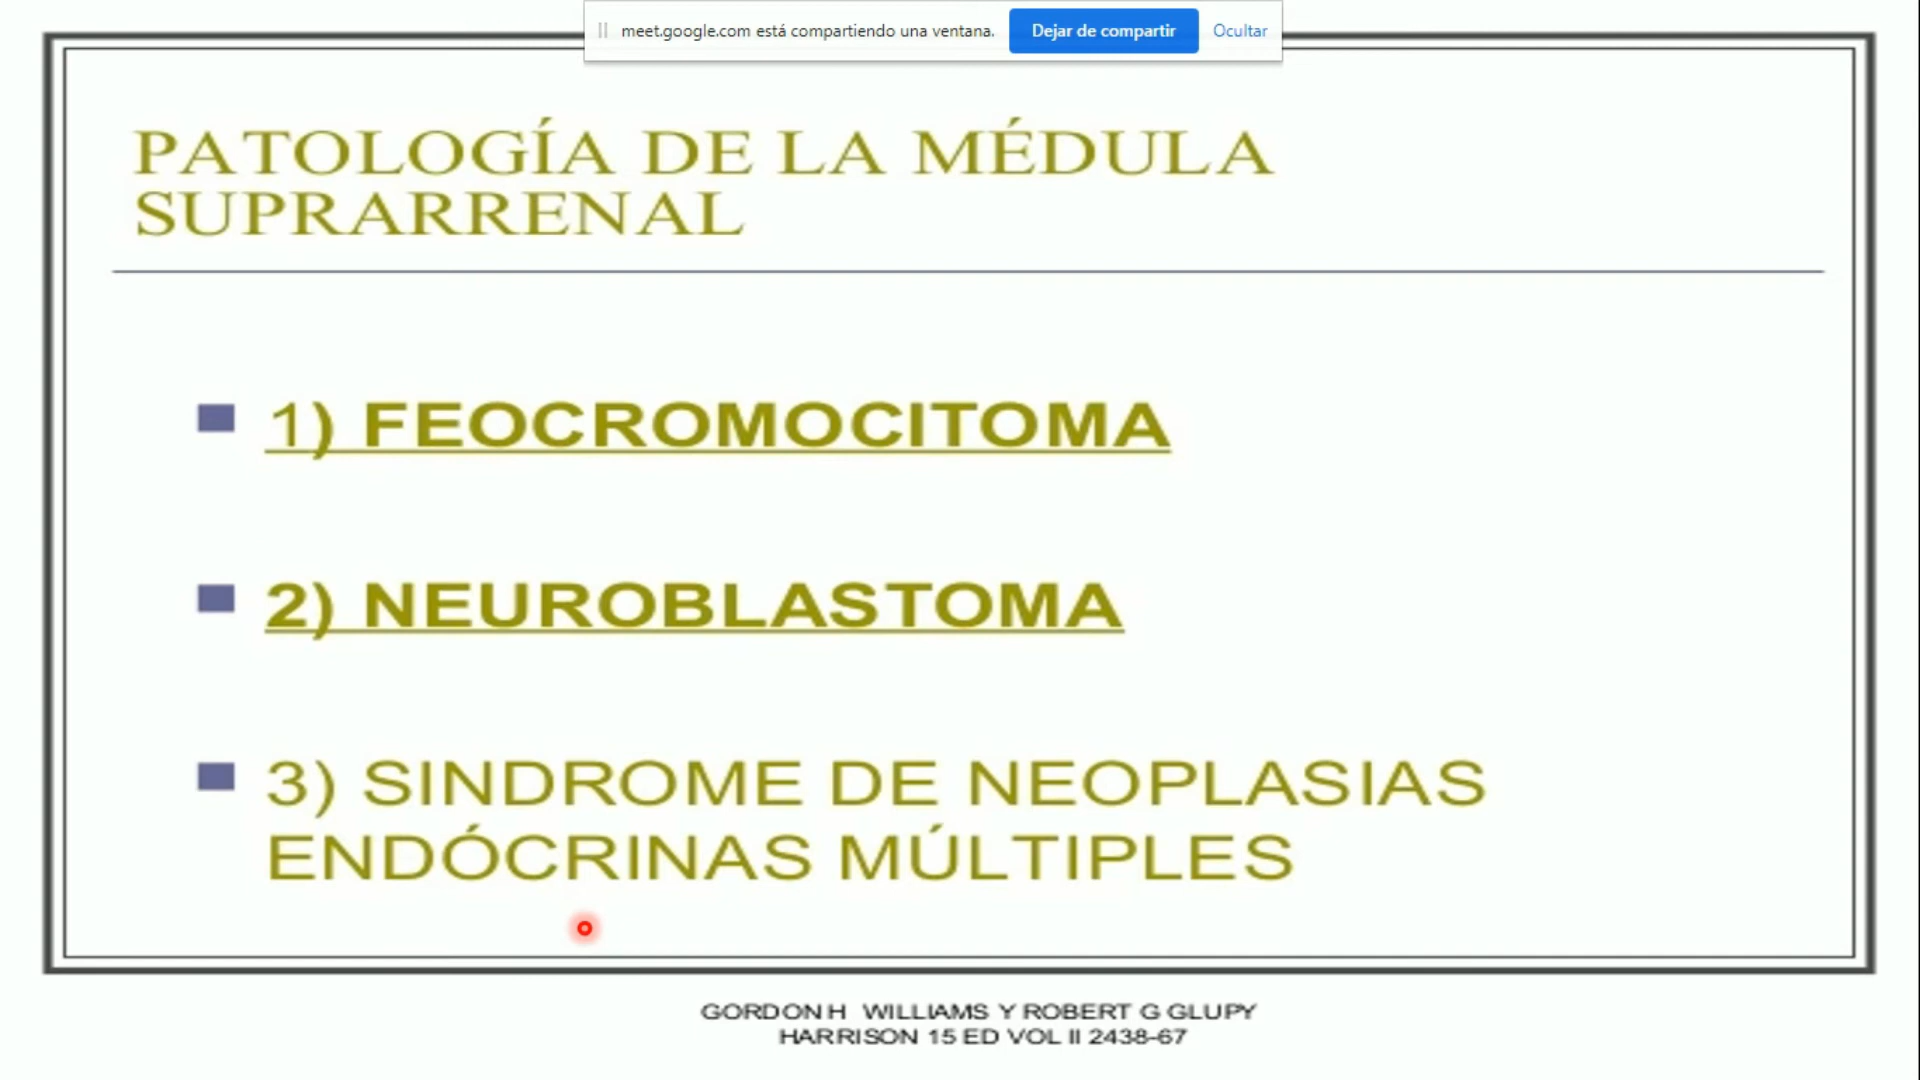 meet.google.com está compartiendo una ventana. Dejar de compartir Ocultar
PATOLOGÍA DE LA MÉDULA
SUPRARRENAL
1) FEOCROMOCITOMA
2) NEUROBLASTOMA
3) SINDROME DE NEOPLASIAS
ENDÓCRINAS MÚLTIPLES
GORDON H WILLIAMS Y ROBERT G GLUPY
HARRISON 15 ED VOL II 2438-67